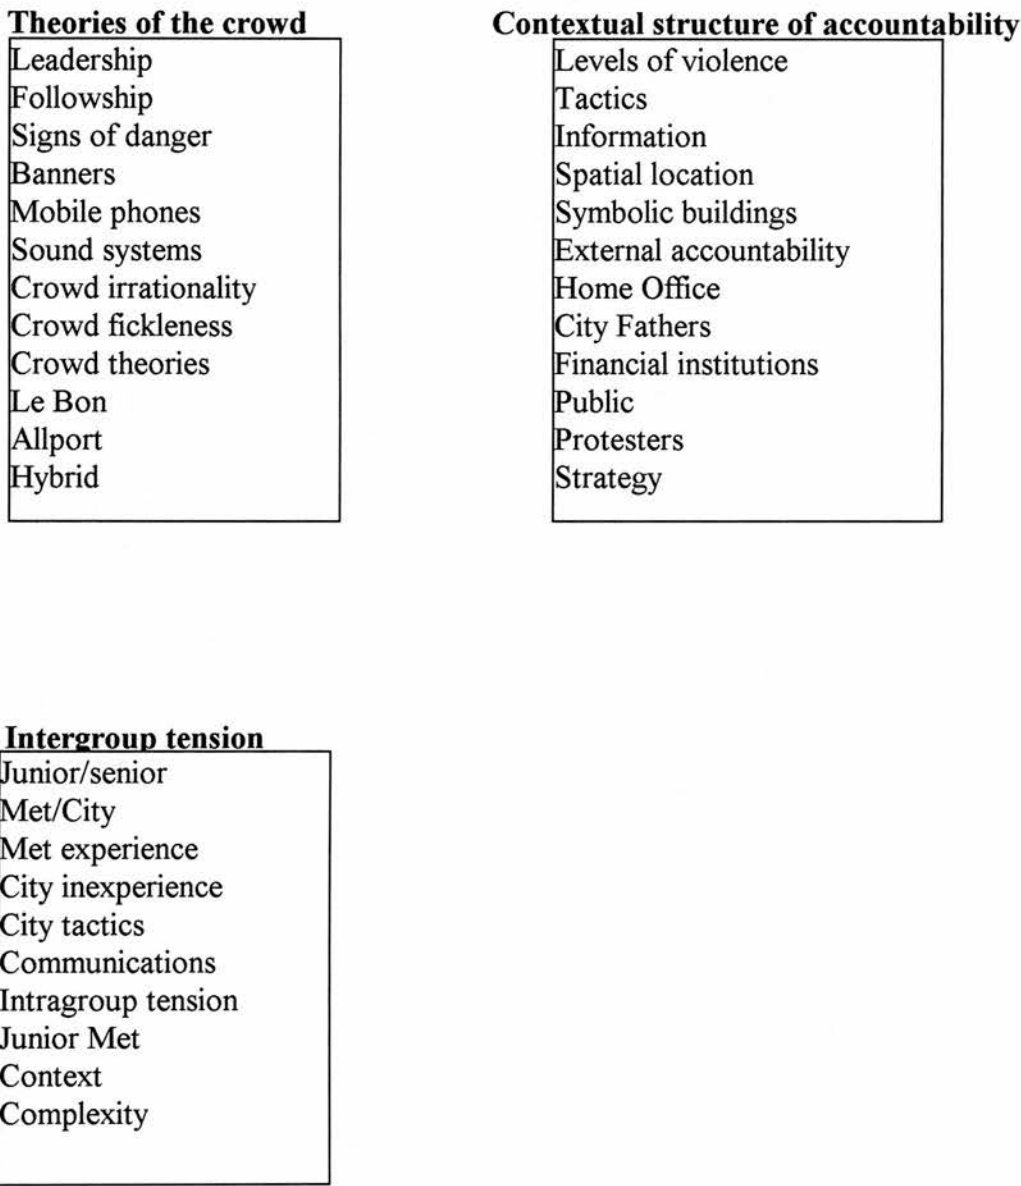 Theories of the crowd
Leadership
Followship
Signs of danger
Banners
Mobile phones
Sound systems
Crowd irrationality
Crowd fickleness
Crowd theories
Le Bon
Allport
Hybrid
Contextual structure of accountability
Levels of violence
Tactics
Information
Spatial location
Symbolic buildings
External accountability
Home Office
City Fathers
Financial institutions
Public
Protesters
Strategy
Intergroup tension
Junior/senior
Met/City
Met experience
City inexperience
City tactics
Communications
Intragroup tension
Junior Met
Context
Complexity